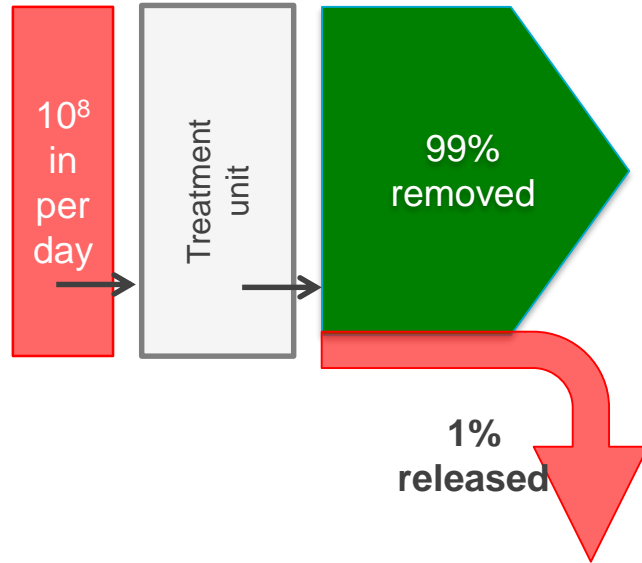 10⁸
in
per
day
Treatment
unit
99%
removed
1%
released